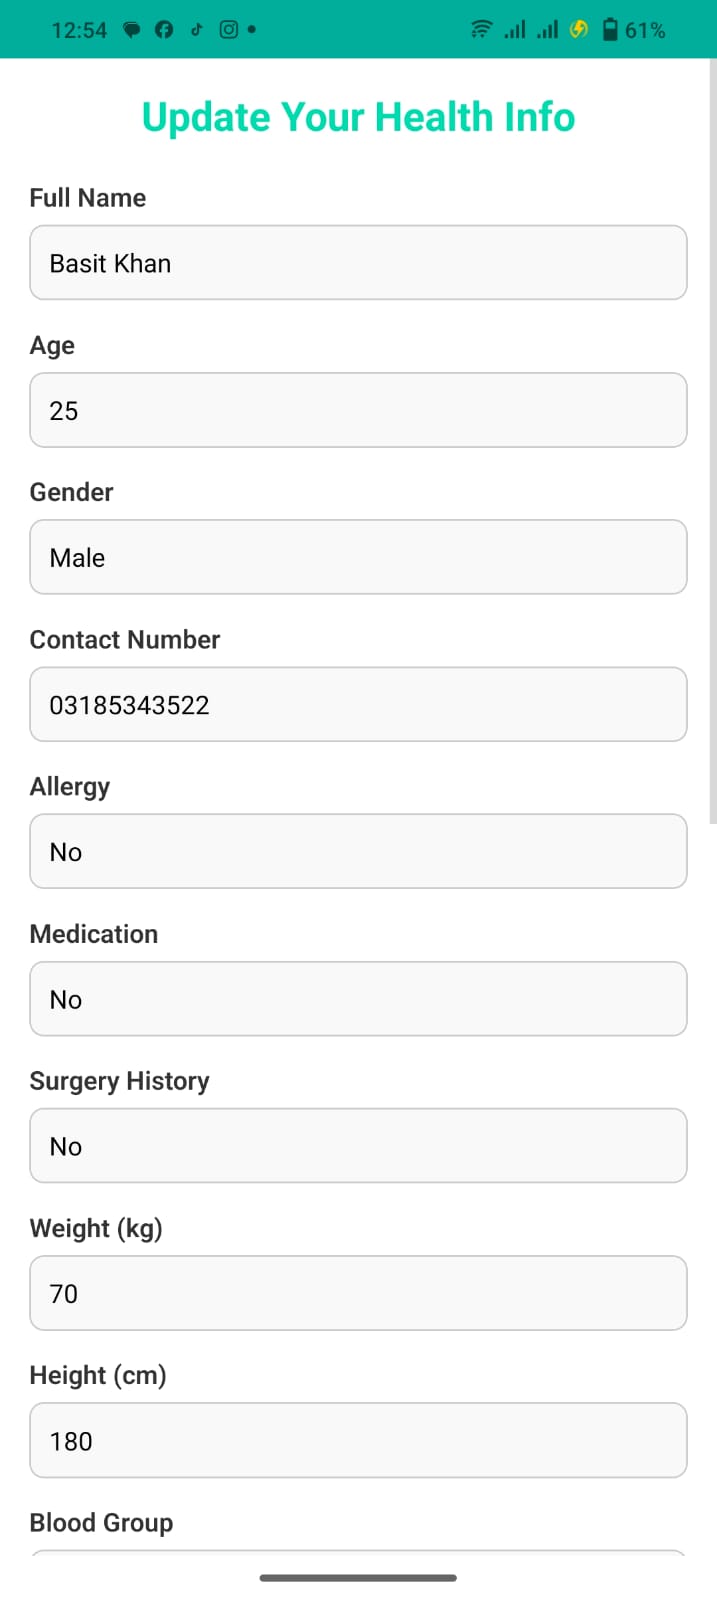 12:54 61%
Update Your Health Info
Full Name
Basit Khan
Age
25
Gender
Male
Contact Number
03185343522
Allergy
No
Medication
No
Surgery History
No
Weight (kg)
70
Height (cm)
180
Blood Group